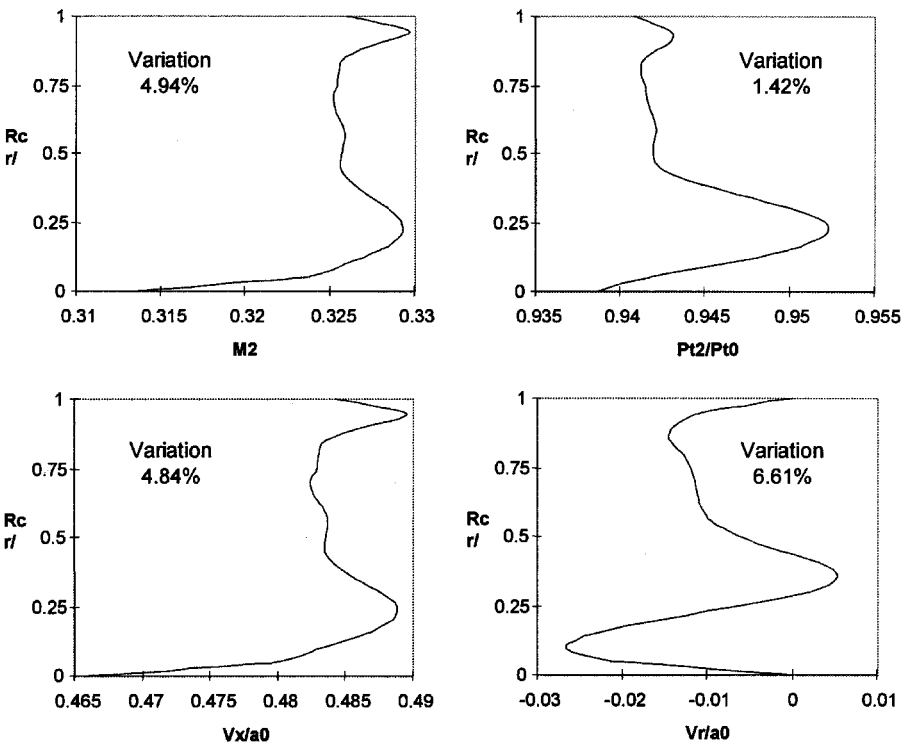 1
0.75
Rc
r/
0.5
0.25
0
Variation
4.94%
0.31
0.315
0.32
0.325
0.33
M2
1
0.75
Rc
r/
0.5
0.25
0
Variation
1.42%
0.935
0.94
0.945
0.95
0.955
Pt2/Pt0
1
0.75
Rc
r/
0.5
0.25
0
Variation
4.84%
0.465
0.47
0.475
0.48
0.485
0.49
Vx/a0
1
0.75
Rc
r/
0.5
0.25
0
Variation
6.61%
-0.03
-0.02
-0.01
0
0.01
Vr/a0